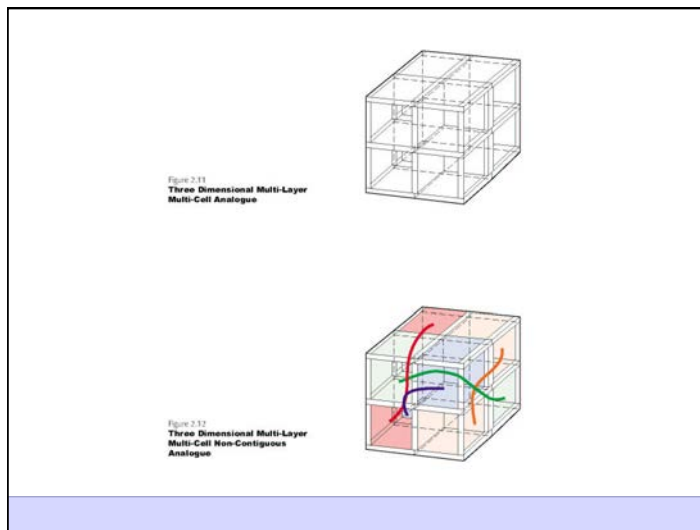 Figure 2.11
Three Dimensional Multi-Layer
Multi-Cell Analogue
Figure 2.12
Three Dimensional Multi-Layer
Multi-Cell Non-Contiguous
Analogue